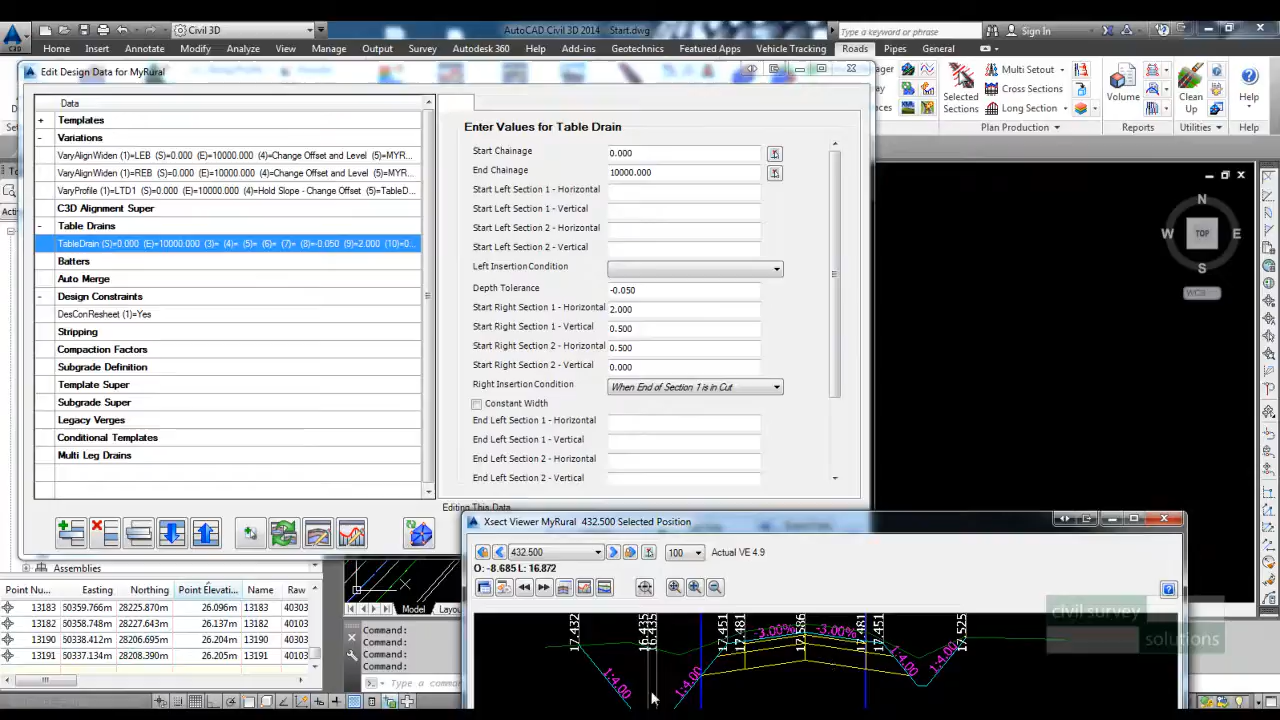 AutoCAD Civil 3D 2014 Start.dwg
Civil 3D
Type a keyword or phrase
Sign In
Home Insert Annotate Modify Analyze View Manage Output Survey Autodesk 360 Help Add-ins Geotechnics Featured Apps Vehicle Tracking Roads Pipes General
Edit Design Data for MyRural
Multi Setout
Cross Sections
Long Section
Selected Sections
Volume
Clean Up
Help
Plan Production
Reports
Utilities
Help
Data
Templates
Variations
VaryAlignWiden (1)=LEB (S)=0.000 (E)=10000.000 (4)=Change Offset and Level (5)=MYR...
VaryAlignWiden (1)=REB (S)=0.000 (E)=10000.000 (4)=Change Offset and Level (5)=MYR...
VaryProfile (1)=LTD1 (S)=0.000 (E)=10000.000 (4)=Hold Slope - Change Offset (5)=TableD...
C3D Alignment Super
Table Drains
TableDrain (S)=0.000 (E)=10000.000 (3)= (4)= (5)= (6)= (7)= (8)=-0.050 (9)=2.000 (10)=0...
Batters
Auto Merge
Design Constraints
DesConResheet (1)=Yes
Stripping
Compaction Factors
Subgrade Definition
Template Super
Subgrade Super
Legacy Verges
Conditional Templates
Multi Leg Drains
Enter Values for Table Drain
Start Chainage 0.000
End Chainage 10000.000
Start Left Section 1 - Horizontal
Start Left Section 1 - Vertical
Start Left Section 2 - Horizontal
Start Left Section 2 - Vertical
Left Insertion Condition
Depth Tolerance -0.050
Start Right Section 1 - Horizontal 2.000
Start Right Section 1 - Vertical 0.500
Start Right Section 2 - Horizontal 0.500
Start Right Section 2 - Vertical 0.000
Right Insertion Condition When End of Section 1 is in Cut
Constant Width
End Left Section 1 - Horizontal
End Left Section 1 - Vertical
End Left Section 2 - Horizontal
End Left Section 2 - Vertical
Editing This Data
N
W TOP E
S
WCS
Xsect Viewer MyRural 432.500 Selected Position
432.500 100 Actual VE 4.9
O: -8.685 L: 16.872
17.432 16.435 16.435 17.451 17.481 17.586 17.481 17.451 17.525
-3.00% -3.00%
1:4.00 1:4.00 1:4.00 1:4.00
Assemblies
Point Nu... Easting Northing Point Elevati... Name Raw
13183 50359.766m 28225.870m 26.096m 13183 40303
13187 50358.748m 28227.643m 26.137m 13187 40303
13190 50338.412m 28206.695m 26.204m 13190 40303
13191 50337.134m 28208.390m 26.205m 13191 40303
Model Layou
Command:
Command:
Command:
Command:
Type a comman
civil survey
solutions